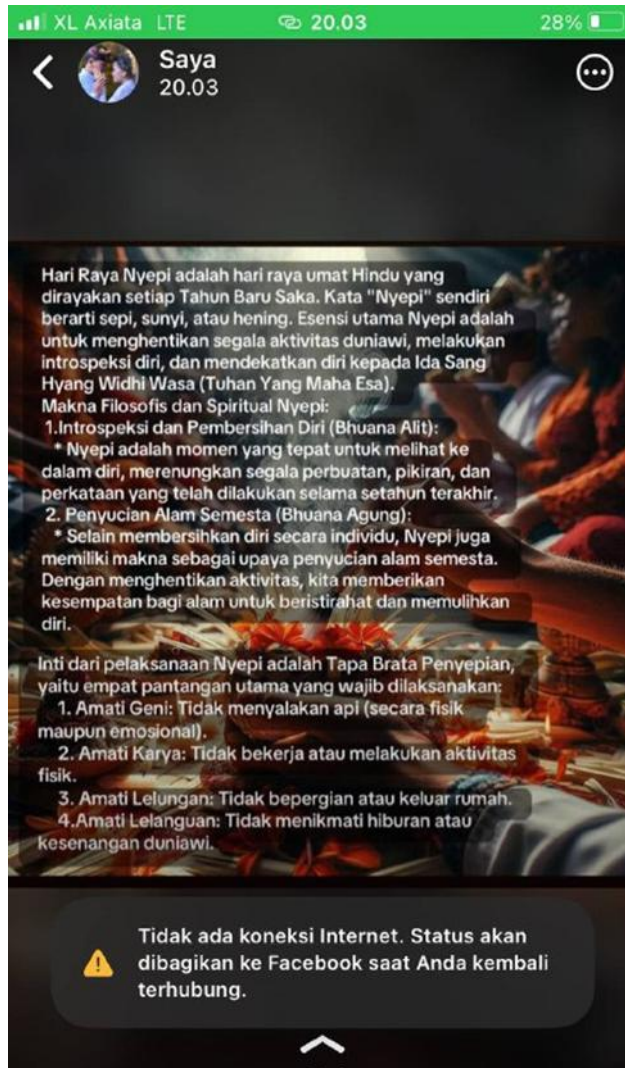 XL Axiata LTE 20.03 28%
Saya
20.03
Hari Raya Nyepi adalah hari raya umat Hindu yang
dirayakan setiap Tahun Baru Saka. Kata "Nyepi" sendiri
berarti sepi, sunyi, atau hening. Esensi utama Nyepi adalah
untuk menghentikan segala aktivitas duniawi, melakukan
introspeksi diri, dan mendekatkan diri kepada Ida Sang
Hyang Widhi Wasa (Tuhan Yang Maha Esa).
Makna Filosofis dan Spiritual Nyepi:
1.Introspeksi dan Pembersihan Diri (Bhuana Alit):
* Nyepi adalah momen yang tepat untuk melihat ke
dalam diri, merenungkan segala perbuatan, pikiran, dan
perkataan yang telah dilakukan selama setahun terakhir.
2. Penyucian Alam Semesta (Bhuana Agung):
* Selain membersihkan diri secara individu, Nyepi juga
memiliki makna sebagai upaya penyucian alam semesta.
Dengan menghentikan aktivitas, kita memberikan
kesempatan bagi alam untuk beristirahat dan memulihkan
diri.
Inti dari pelaksanaan Nyepi adalah Tapa Brata Penyepian,
yaitu empat pantangan utama yang wajib dilaksanakan:
1. Amati Geni: Tidak menyalakan api (secara fisik
maupun emosional).
2. Amati Karya: Tidak bekerja atau melakukan aktivitas
fisik.
3. Amati Lelungan: Tidak bepergian atau keluar rumah.
4.Amati Lelanguan: Tidak menikmati hiburan atau
kesenangan duniawi.
Tidak ada koneksi Internet. Status akan
dibagikan ke Facebook saat Anda kembali
terhubung.